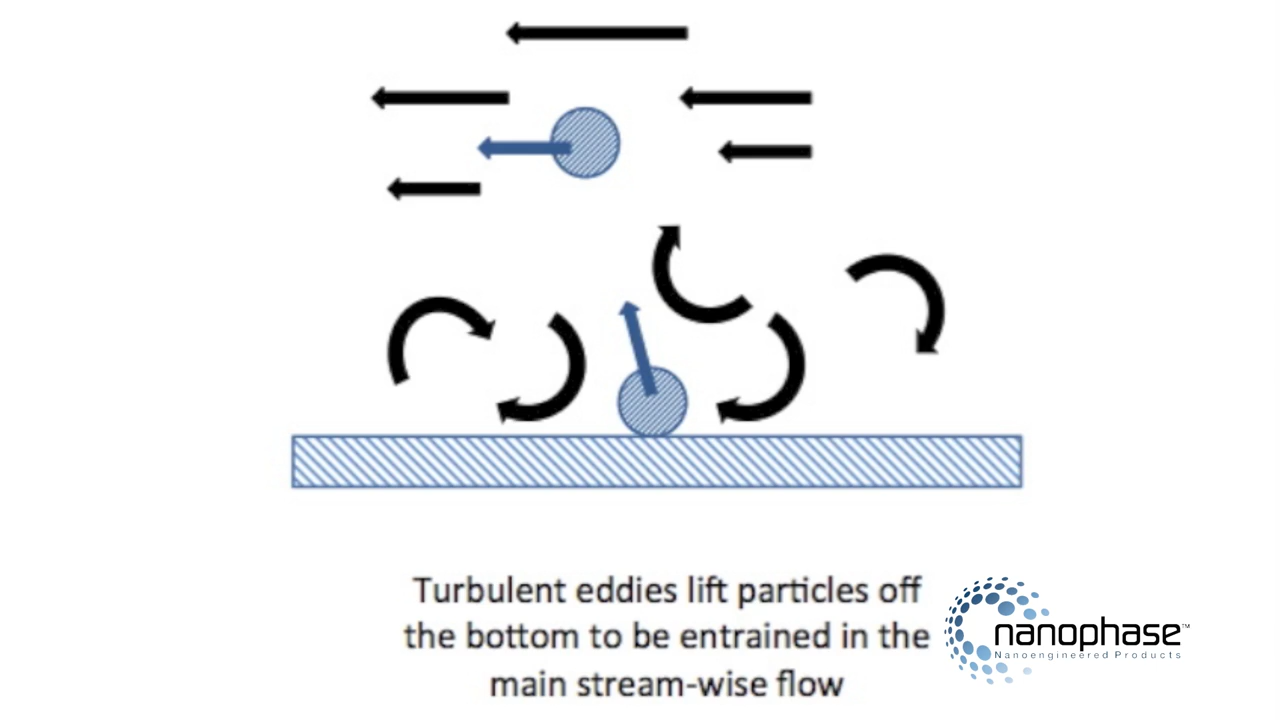 Turbulent eddies lift particles off
the bottom to be entrained in the
main stream-wise flow
nanophase™
Nanoengineered Products